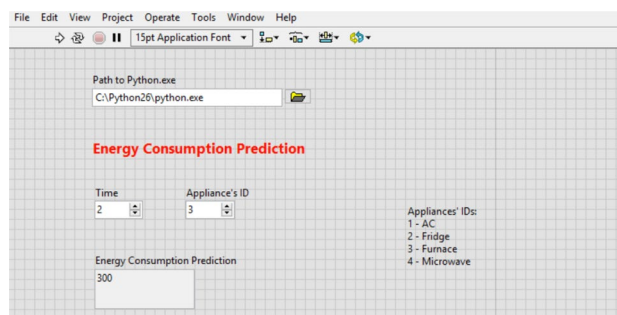 File Edit View Project Operate Tools Window Help
15pt Application Font
Path to Python.exe
C:\Python26\python.exe
Energy Consumption Prediction
Time Appliance's ID
2 3
Appliances' IDs:
1 - AC
2 - Fridge
3 - Furnace
4 - Microwave
Energy Consumption Prediction
300